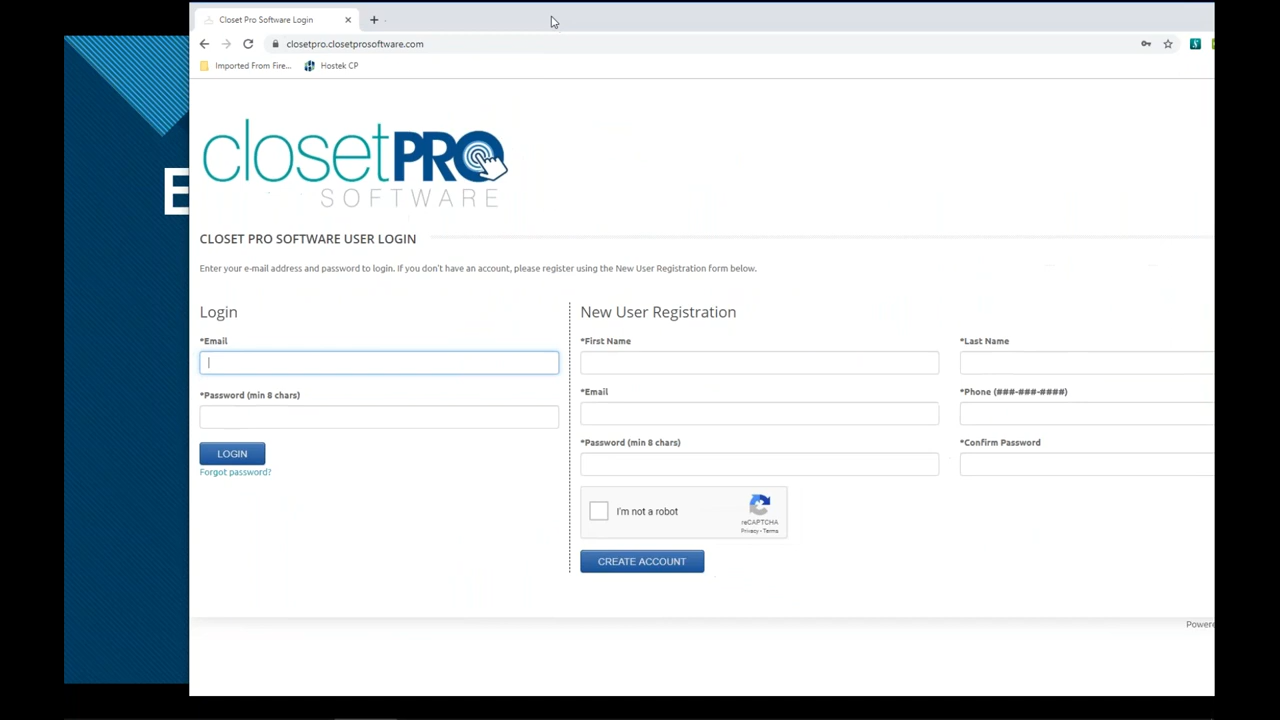 Closet Pro Software Login
closetpro.closetprosoftware.com
Imported From Fire... Hostek CP
E
closetPRO
SOFTWARE
CLOSET PRO SOFTWARE USER LOGIN
Enter your e-mail address and password to login. If you don't have an account, please register using the New User Registration form below.
Login
*Email
*Password (min 8 chars)
LOGIN
Forgot password?
New User Registration
*First Name *Last Name
*Email *Phone (###-###-####)
*Password (min 8 chars) *Confirm Password
I'm not a robot
reCAPTCHA
Privacy - Terms
CREATE ACCOUNT
Powere